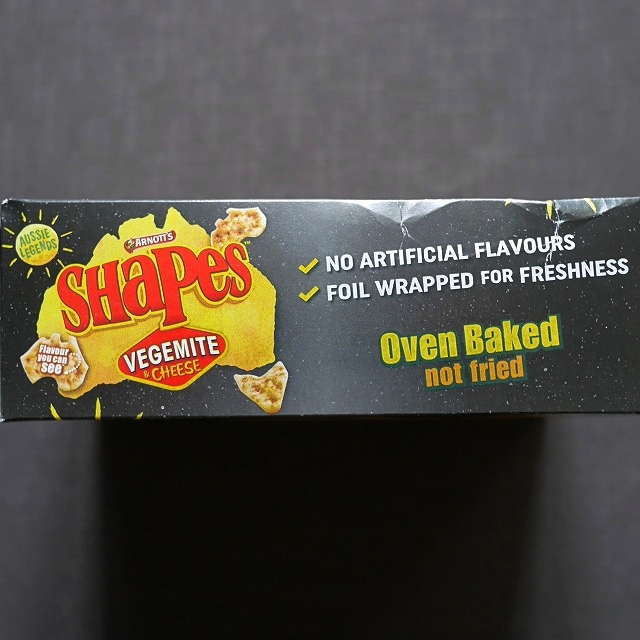 AUSSIE
LEGENDS
ARNOTT'S
SHAPES™
VEGEMITE
& CHEESE
Flavour
you can
see
NO ARTIFICIAL FLAVOURS
FOIL WRAPPED FOR FRESHNESS
Oven Baked
not fried